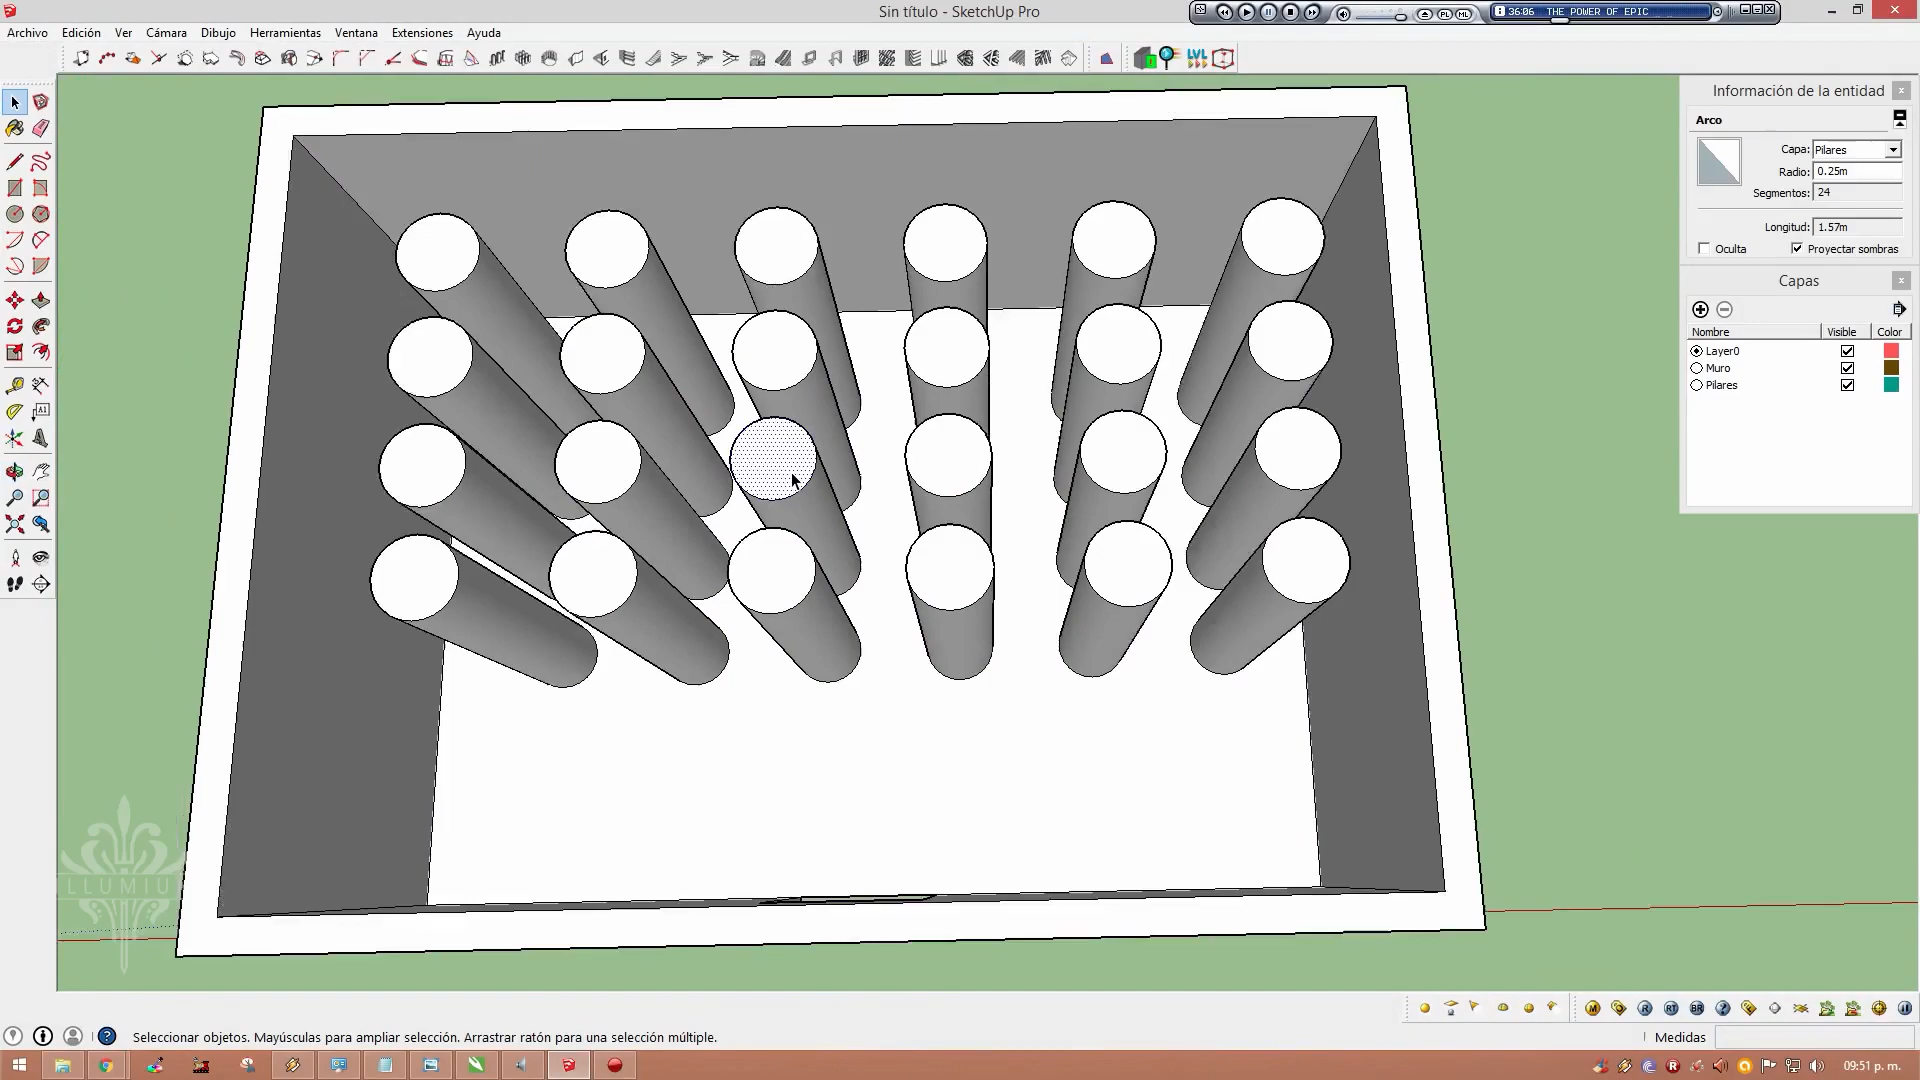 Sin título - SketchUp Pro
36:06 THE POWER OF EPIC
Archivo Edición Ver Cámara Dibujo Herramientas Ventana Extensiones Ayuda
Información de la entidad
Arco
Capa: Pilares
Radio: 0.25m
Segmentos: 24
Longitud: 1.57m
Oculta Proyectar sombras
Capas
Nombre Visible Color
Layer0
Muro
Pilares
LLUMIU
Seleccionar objetos. Mayúsculas para ampliar selección. Arrastrar ratón para una selección múltiple.
Medidas
09:51 p. m.